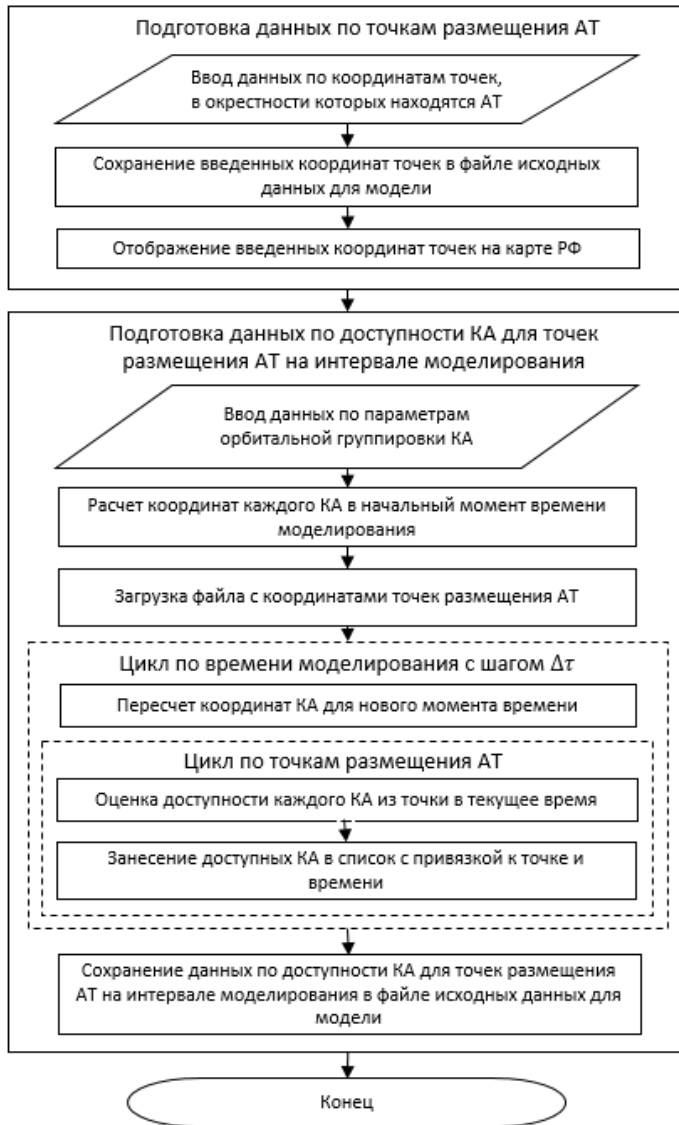 Подготовка данных по точкам размещения АТ
Ввод данных по координатам точек,
в окрестности которых находятся АТ
Сохранение введенных координат точек в файле исходных
данных для модели
Отображение введенных координат точек на карте РФ
Подготовка данных по доступности КА для точек
размещения АТ на интервале моделирования
Ввод данных по параметрам
орбитальной группировки КА
Расчет координат каждого КА в начальный момент времени
моделирования
Загрузка файла с координатами точек размещения АТ
Цикл по времени моделирования с шагом Δτ
Пересчет координат КА для нового момента времени
Цикл по точкам размещения АТ
Оценка доступности каждого КА из точки в текущее время
Занесение доступных КА в список с привязкой к точке и
времени
Сохранение данных по доступности КА для точек размещения
АТ на интервале моделирования в файле исходных данных для
модели
Конец